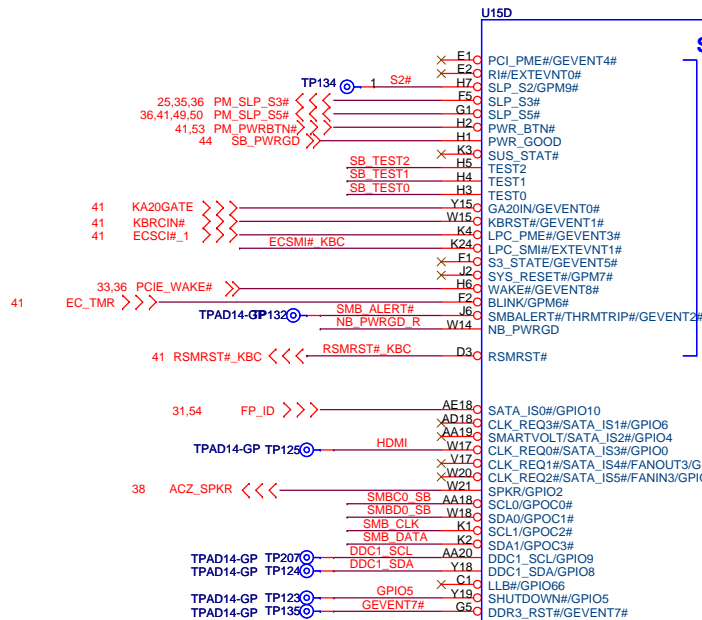 U15D
S
E1 PCI_PME#/GEVENT4#
E2 RI#/EXTEVNT0#
TP134 1 S2# H7 SLP_S2/GPM9#
25,35,36 PM_SLP_S3# F5 SLP_S3#
36,41,49,50 PM_SLP_S5# G1 SLP_S5#
41,53 PM_PWRBTN# H2 PWR_BTN#
44 SB_PWRGD H1 PWR_GOOD
K3 SUS_STAT#
SB_TEST2 H5 TEST2
SB_TEST1 H4 TEST1
SB_TEST0 H3 TEST0
41 KA20GATE Y15 GA20IN/GEVENT0#
41 KBRCIN# W15 KBRST#/GEVENT1#
41 ECSCI#_1 K4 LPC_PME#/GEVENT3#
ECSMI#_KBC K24 LPC_SMI#/EXTEVNT1#
F1 S3_STATE/GEVENT5#
J2 SYS_RESET#/GPM7#
33,36 PCIE_WAKE# H6 WAKE#/GEVENT8#
41 EC_TMR F2 BLINK/GPM6#
TPAD14-GP TP132 SMB_ALERT# J6 SMBALERT#/THRMTRIP#/GEVENT2#
NB_PWRGD_R W14 NB_PWRGD
41 RSMRST#_KBC RSMRST#_KBC D3 RSMRST#
31,54 FP_ID AE18 SATA_IS0#/GPIO10
AD18 CLK_REQ3#/SATA_IS1#/GPIO6
AA19 SMARTVOLT/SATA_IS2#/GPIO4
TPAD14-GP TP125 HDMI W17 CLK_REQ0#/SATA_IS3#/GPIO0
V17 CLK_REQ1#/SATA_IS4#/FANOUT3/G
W20 CLK_REQ2#/SATA_IS5#/FANIN3/GPI
38 ACZ_SPKR W21 SPKR/GPIO2
SMBC0_SB AA18 SCL0/GPOC0#
SMBD0_SB W18 SDA0/GPOC1#
SMB_CLK K1 SCL1/GPOC2#
SMB_DATA K2 SDA1/GPOC3#
TPAD14-GP TP207 DDC1_SCL AA20 DDC1_SCL/GPIO9
TPAD14-GP TP124 DDC1_SDA Y18 DDC1_SDA/GPIO8
C1 LLB#/GPIO66
TPAD14-GP TP123 GPIO5 Y19 SHUTDOWN#/GPIO5
TPAD14-GP TP135 GEVENT7# G5 DDR3_RST#/GEVENT7#